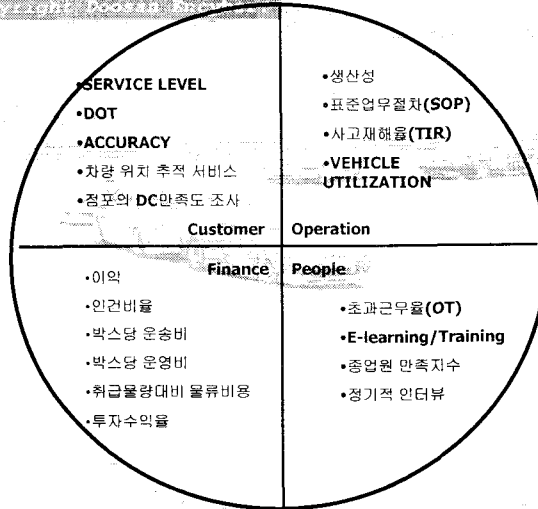 •SERVICE LEVEL
•DOT
•ACCURACY
•차량 위치 추적 서비스
•점포의 DC만족도 조사
Customer
•생산성
•표준업무절차(SOP)
•사고재해율(TIR)
•VEHICLE
UTILIZATION
Operation
Finance
•이익
•인건비율
•박스당 운송비
•박스당 운영비
•취급물량대비 물류비용
•투자수익율
People
•초과근무율(OT)
•E-learning/Training
•종업원 만족지수
•정기적 인터뷰